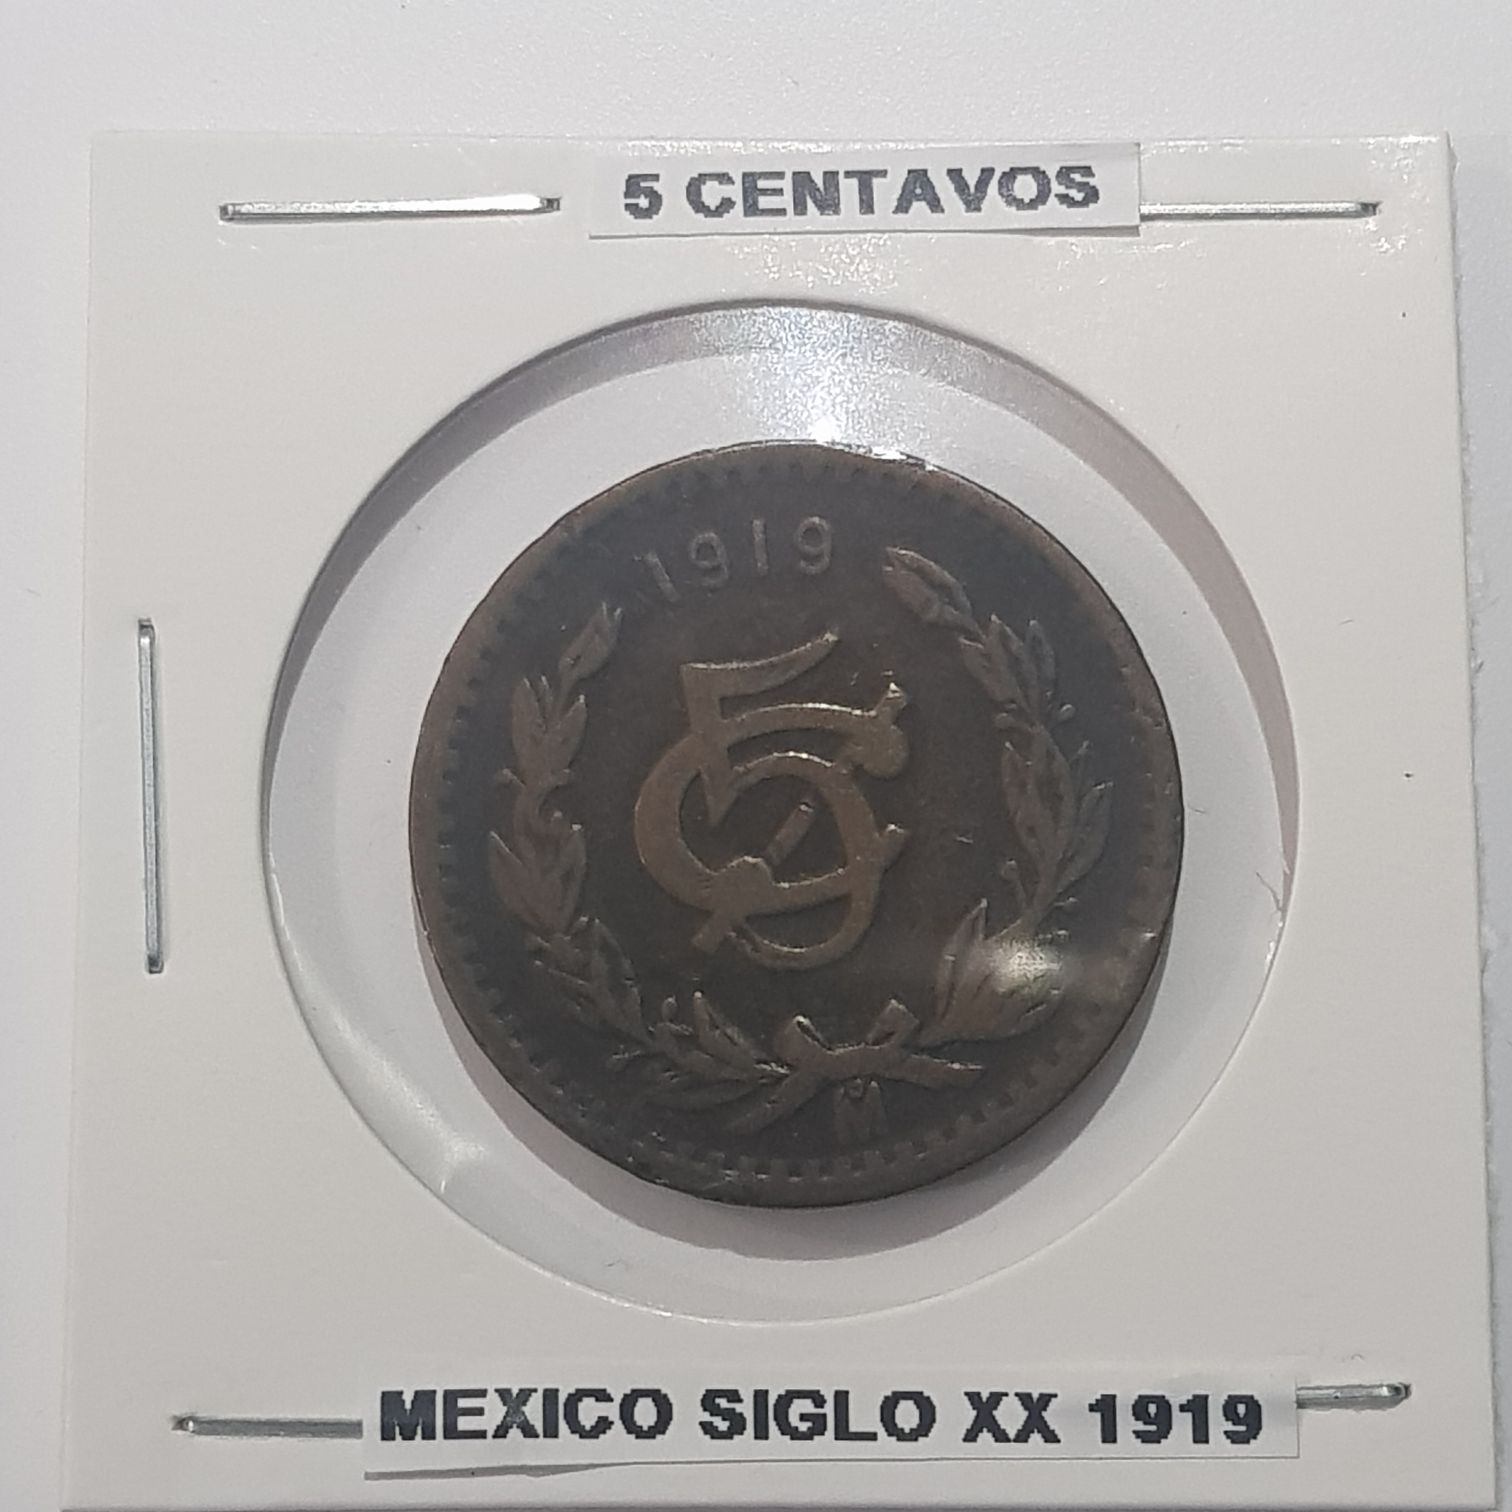 5 CENTAVOS
1919
5¢
M
MEXICO SIGLO XX 1919